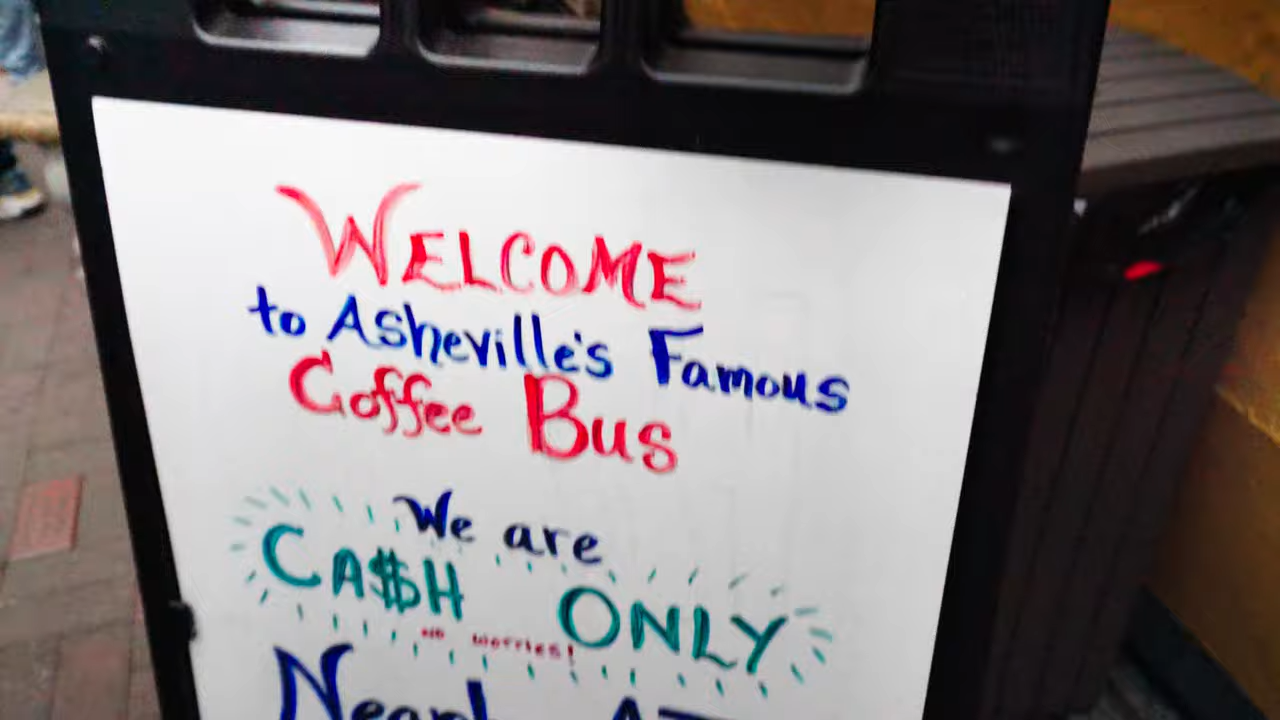 WELCOME
to Asheville's Famous
Coffee Bus
We are
CA$H ONLY
no worries!